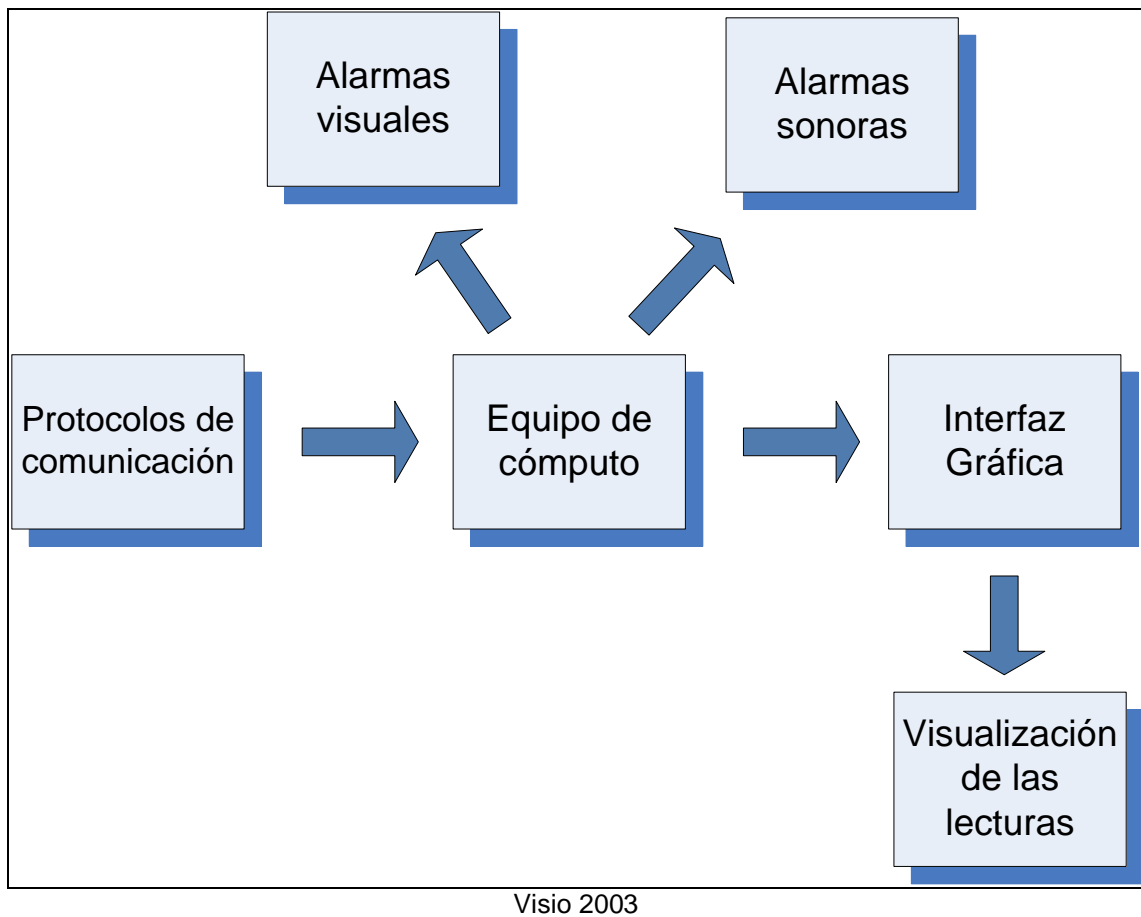 Alarmas
visuales
Alarmas
sonoras
Protocolos de
comunicación
Equipo de
cómputo
Interfaz
Gráfica
Visualización
de las
lecturas
Visio 2003